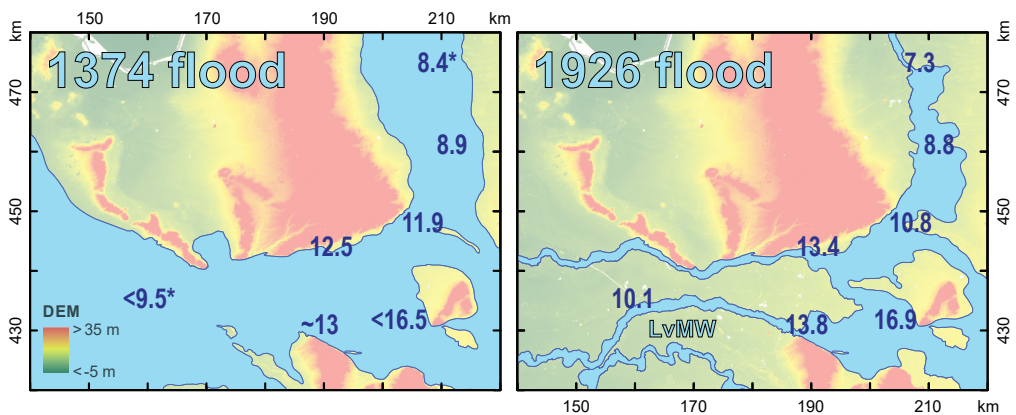 150 170 190 210 km
km
km
1374 flood
1926 flood
8.4*
7.3
470
470
8.9
8.8
450
450
11.9
10.8
12.5
13.4
<9.5*
10.1
DEM
<16.5
16.9
> 35 m
~13
13.8
430
LvMW
430
< -5 m
150 170 190 210
km